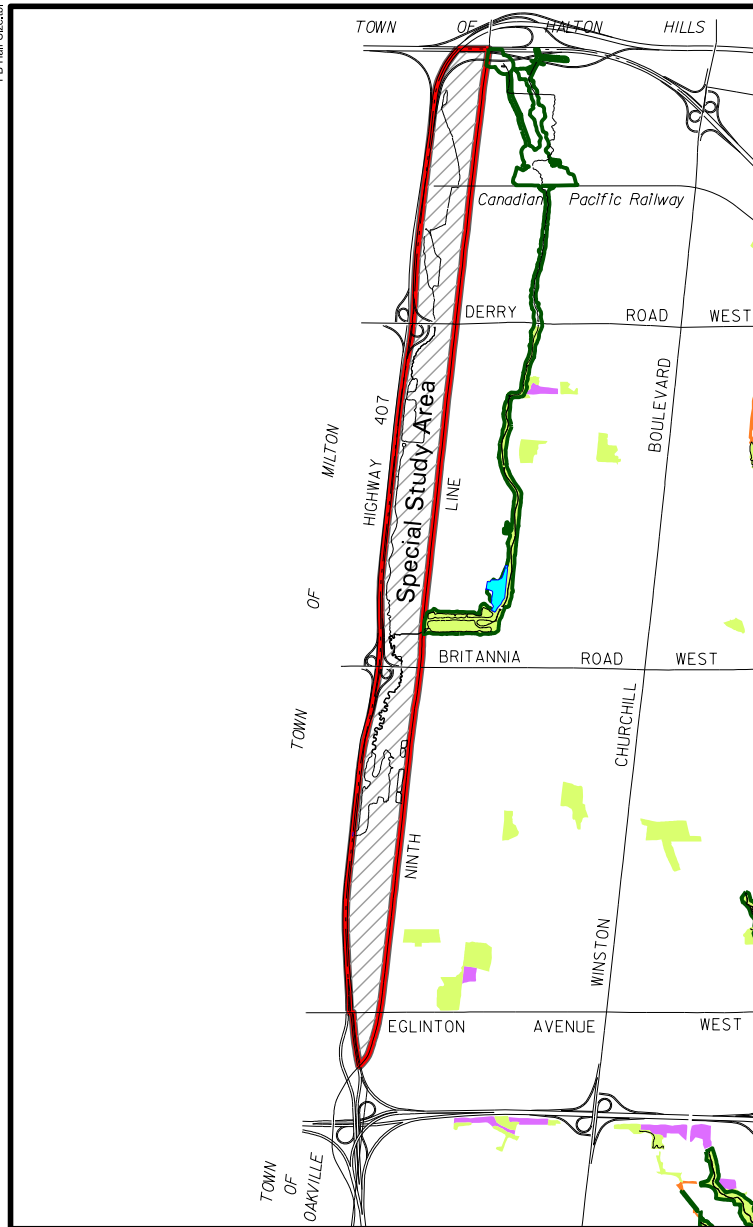 TOWN OF HALTON HILLS
Canadian Pacific Railway
DERRY ROAD WEST
BOULEVARD
HIGHWAY 407
MILTON
Special Study Area
LINE
OF
BRITANNIA ROAD WEST
CHURCHILL
TOWN
NINTH
WINSTON
EGLINTON AVENUE WEST
TOWN
OF
OAKVILLE